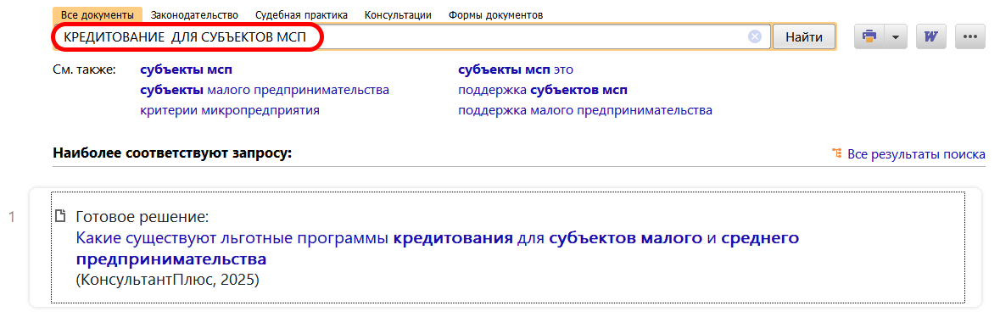 Все документы Законодательство Судебная практика Консультации Формы документов
КРЕДИТОВАНИЕ ДЛЯ СУБЪЕКТОВ МСП Найти W
См. также: субъекты мсп субъекты мсп это
субъекты малого предпринимательства поддержка субъектов мсп
критерии микропредприятия поддержка малого предпринимательства
Наиболее соответствуют запросу: Все результаты поиска
1 Готовое решение:
Какие существуют льготные программы кредитования для субъектов малого и среднего
предпринимательства
(КонсультантПлюс, 2025)